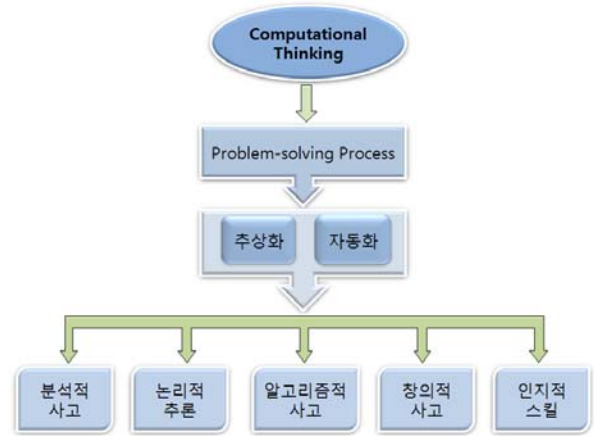 Computational
Thinking
Problem-solving Process
추상화
자동화
분석적
사고
논리적
추론
알고리즘적
사고
창의적
사고
인지적
스킬